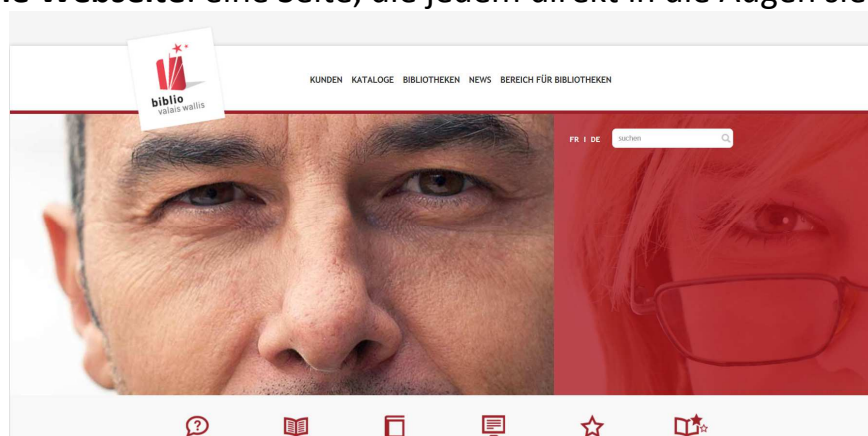 Webseite: eine Seite, die jedem direkt in die Augen
biblio
valais wallis
KUNDEN KATALOGE BIBLIOTHEKEN NEWS BEREICH FÜR BIBLIOTHEKEN
FR | DE suchen